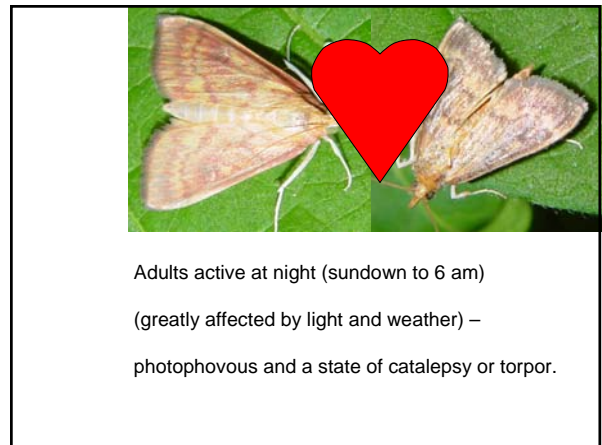 Adults active at night (sundown to 6 am)
(greatly affected by light and weather) –
photophovous and a state of catalepsy or torpor.